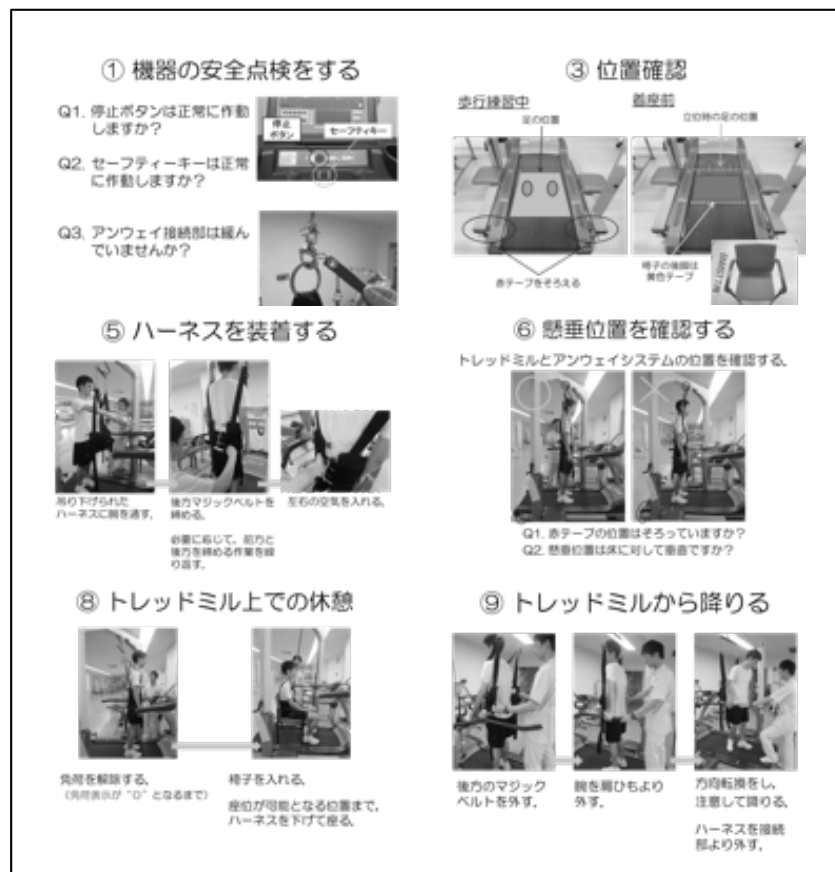 ① 機器の安全点検をする
Q1. 停止ボタンは正常に作動
しますか?
Q2. セーフティーキーは正常
に作動しますか?
Q3. アンウェイ接続部は緩ん
でいませんか?
停止
ボタン
セーフティキー
③ 位置確認
歩行練習中
着座前
足の位置
立位時の足の位置
赤テープをそろえる
椅子の後脚は
黄色テープ
⑤ ハーネスを装着する
吊り下げられた
ハーネスに腕を通す。
後方マジックベルトを
締める。
必要に応じて、前方と
後方を締める作業を繰
り返す。
左右の空気を入れる。
⑥ 懸垂位置を確認する
トレッドミルとアンウェイシステムの位置を確認する。
Q1. 赤テープの位置はそろっていますか?
Q2. 懸垂位置は床に対して垂直ですか?
⑧ トレッドミル上での休憩
免荷を解除する。
(免荷表示が“0”となるまで)
椅子を入れる。
座位が可能となる位置まで、
ハーネスを下げて座る。
⑨ トレッドミルから降りる
後方のマジック
ベルトを外す。
腕を肩ひもより
外す。
方向転換をし、
注意して降りる。
ハーネスを接続
部より外す。